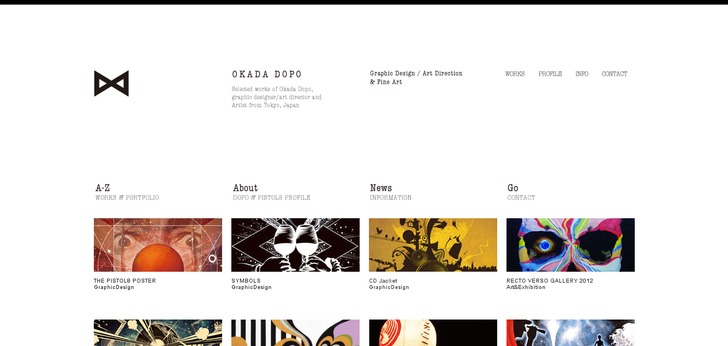 OKADA DOPO
Selected works of Okada Dopo,
graphic designer/art director and
Artist from Tokyo, Japan
Graphic Design / Art Direction
& Fine Art
WORKS PROFILE INFO CONTACT
A-Z
WORKS & PORTFOLIO
About
DOPO & PISTOLS PROFILE
News
INFORMATION
Go
CONTACT
THE PISTOLS POSTER
GraphicDesign
SYMBOLS
GraphicDesign
CD Jacket
GraphicDesign
RECTO VERSO GALLERY 2012
Art&Exhibition